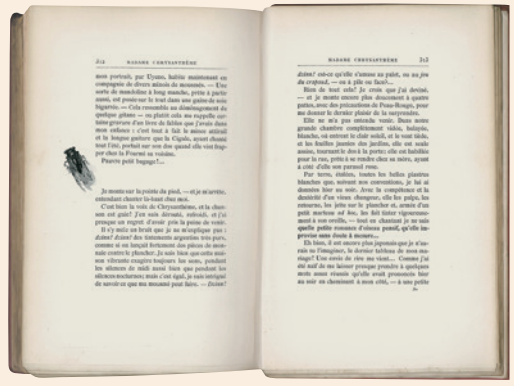 312
MADAME CHRYSANTHÈME
mon portrait, par Uyeno, habite maintenant en
compagnie de divers minois de mousmés. — Une
sorte de mandoline à long manche, prête à partir
aussi, est posée sur le tout dans une gaine de soie
bigarrée. — Cela ressemble au déménagement de
quelque gitane — ou plutôt cela me rappelle cer-
taine gravure d'un livre de fables que j'avais dans
mon enfance : c'est tout à fait le même attirail
et la longue guitare que la Cigale, ayant chanté
tout l'été, portait sur son dos quand elle vint frap-
per chez la Fourmi sa voisine.
Pauvre petit bagage!...
Je monte sur la pointe du pied, — et je m'arrête,
entendant chanter là-haut chez moi.
C'est bien la voix de Chrysanthème, et la chan-
son est gaie! J'en suis dérouté, refroidi, et j'ai
presque un regret d'avoir pris la peine de venir.
Il s'y mêle un bruit que je ne m'explique pas :
dzinn! dzinn! des tintements argentins très purs,
comme si on lançait fortement des pièces de mon-
naie contre le plancher. Je sais bien que cette mai-
son vibrante exagère toujours les sons, pendant
les silences de midi aussi bien que pendant les
silences nocturnes; mais c'est égal, je suis intrigué
de savoir ce que ma mousmé peut faire. — Dzinn!
MADAME CHRYSANTHÈME
313
dzinn! est-ce qu'elle s'amuse au palet, ou au jeu
du crapaud, — ou à pile ou face?...
Rien de tout cela! Je crois que j'ai deviné,
— et je monte encore plus doucement à quatre
pattes, avec des précautions de Peau-Rouge, pour
me donner le dernier plaisir de la surprendre.
Elle ne m'a pas entendu venir. Dans notre
grande chambre complètement vidée, balayée,
blanche, où entrent le clair soleil, et le vent tiède,
et les feuilles jaunies des jardins, elle est seule
assise, tournant le dos à la porte; elle est habillée
pour la rue, prête à se rendre chez sa mère, ayant
à côté d'elle son parasol rose.
Par terre, étalées, toutes les belles piastres
blanches que, suivant nos conventions, je lui ai
données hier au soir. Avec la compétence et la
dextérité d'un vieux changeur, elle les palpe, les
retourne, les jette sur le plancher et, armée d'un
petit marteau ad hoc, les fait tinter vigoureuse-
ment à son oreille, — tout en chantant je ne sais
quelle petite romance d'oiseau pensif, qu'elle im-
provise sans doute à mesure...
Eh bien, il est encore plus japonais que je n'au-
rais su l'imaginer, le dernier tableau de mon ma-
riage! Une envie de rire me vient... Comme j'ai
été naïf de me laisser presque prendre à quelques
mots assez réussis qu'elle avait prononcés hier
au soir en cheminant à mon côté, — à une petite